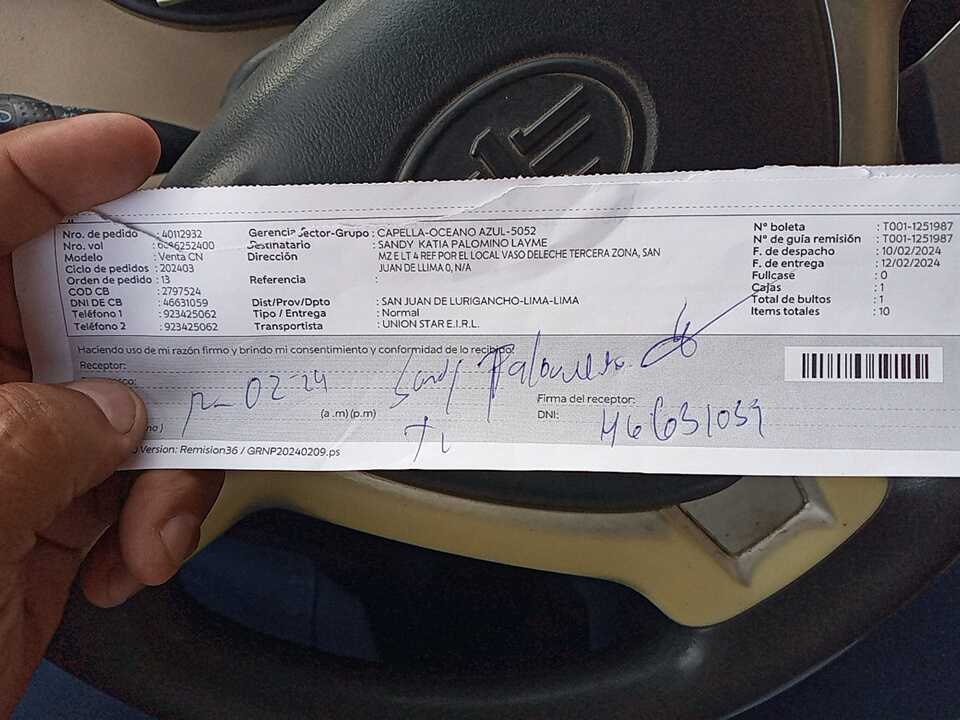 Nro. de pedido : 40112932
Nro. vol : 6096252400
Modelo : Venta CN
Ciclo de pedidos : 202403
Orden de pedido : 13
COD CB : 2797524
DNI DE CB : 46631059
Teléfono 1 : 923425062
Teléfono 2 : 923425062
Gerencia Sector-Grupo : CAPELLA-OCEANO AZUL-5052
Destinatario : SANDY KATIA PALOMINO LAYME
Dirección : MZ E LT 4 REF POR EL LOCAL VASO DELECHE TERCERA ZONA, SAN
JUAN DE LLIMA 0, N/A
Referencia :
Dist/Prov/Dpto : SAN JUAN DE LURIGANCHO-LIMA-LIMA
Tipo / Entrega : Normal
Transportista : UNION STAR E.I.R.L.
N° boleta : T001-1251987
N° de guía remisión : T001-1251987
F. de despacho : 10/02/2024
F. de entrega : 12/02/2024
Fullcase : 0
Cajas : 1
Total de bultos : 1
Items totales : 10
Haciendo uso de mi razón firmo y brindo mi consentimiento y conformidad de lo recibido:
Receptor: Sandy Palomino
02-24
(a.m) (p.m)
Firma del receptor:
DNI: 46631059
Version: Remision36 / GRNP20240209.ps